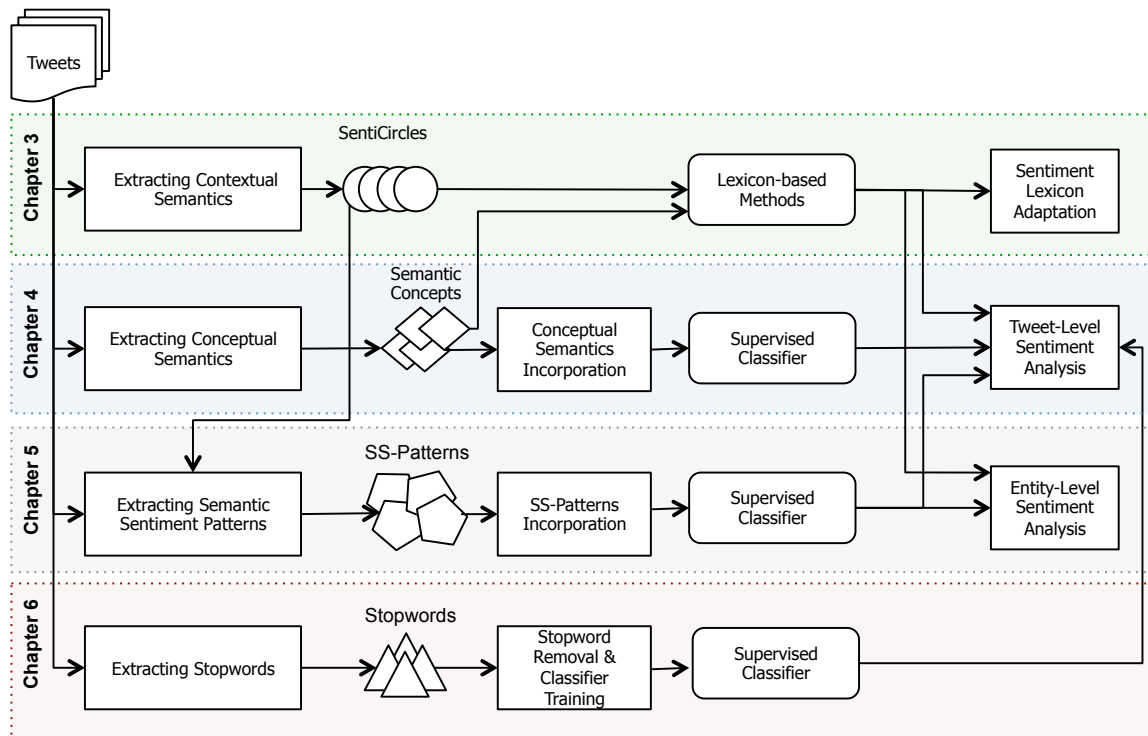 Tweets
Chapter 3
SentiCircles
Extracting Contextual
Semantics
Lexicon-based
Methods
Sentiment
Lexicon
Adaptation
Chapter 4
Semantic
Concepts
Extracting Conceptual
Semantics
Conceptual
Semantics
Incorporation
Supervised
Classifier
Tweet-Level
Sentiment
Analysis
Chapter 5
SS-Patterns
Extracting Semantic
Sentiment Patterns
SS-Patterns
Incorporation
Supervised
Classifier
Entity-Level
Sentiment
Analysis
Chapter 6
Stopwords
Extracting Stopwords
Stopword
Removal &
Classifier
Training
Supervised
Classifier